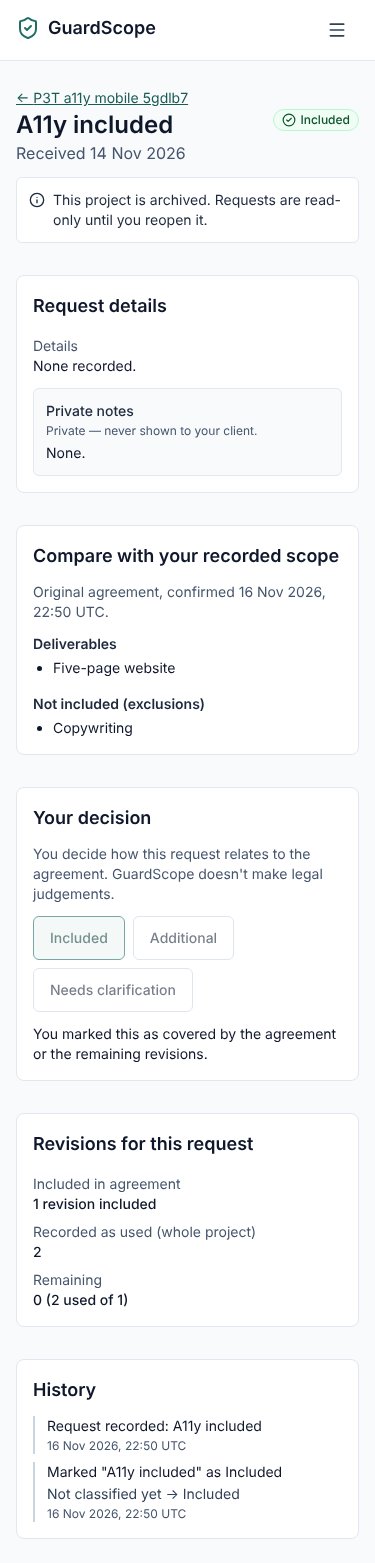 GuardScope
← P3T a11y mobile 5gdlb7
A11y included
Included
Received 14 Nov 2026
This project is archived. Requests are read-
only until you reopen it.
Request details
Details
None recorded.
Private notes
Private — never shown to your client.
None.
Compare with your recorded scope
Original agreement, confirmed 16 Nov 2026,
22:50 UTC.
Deliverables
• Five-page website
Not included (exclusions)
• Copywriting
Your decision
You decide how this request relates to the
agreement. GuardScope doesn't make legal
judgements.
Included
Additional
Needs clarification
You marked this as covered by the agreement
or the remaining revisions.
Revisions for this request
Included in agreement
1 revision included
Recorded as used (whole project)
2
Remaining
0 (2 used of 1)
History
Request recorded: A11y included
16 Nov 2026, 22:50 UTC
Marked "A11y included" as Included
Not classified yet → Included
16 Nov 2026, 22:50 UTC